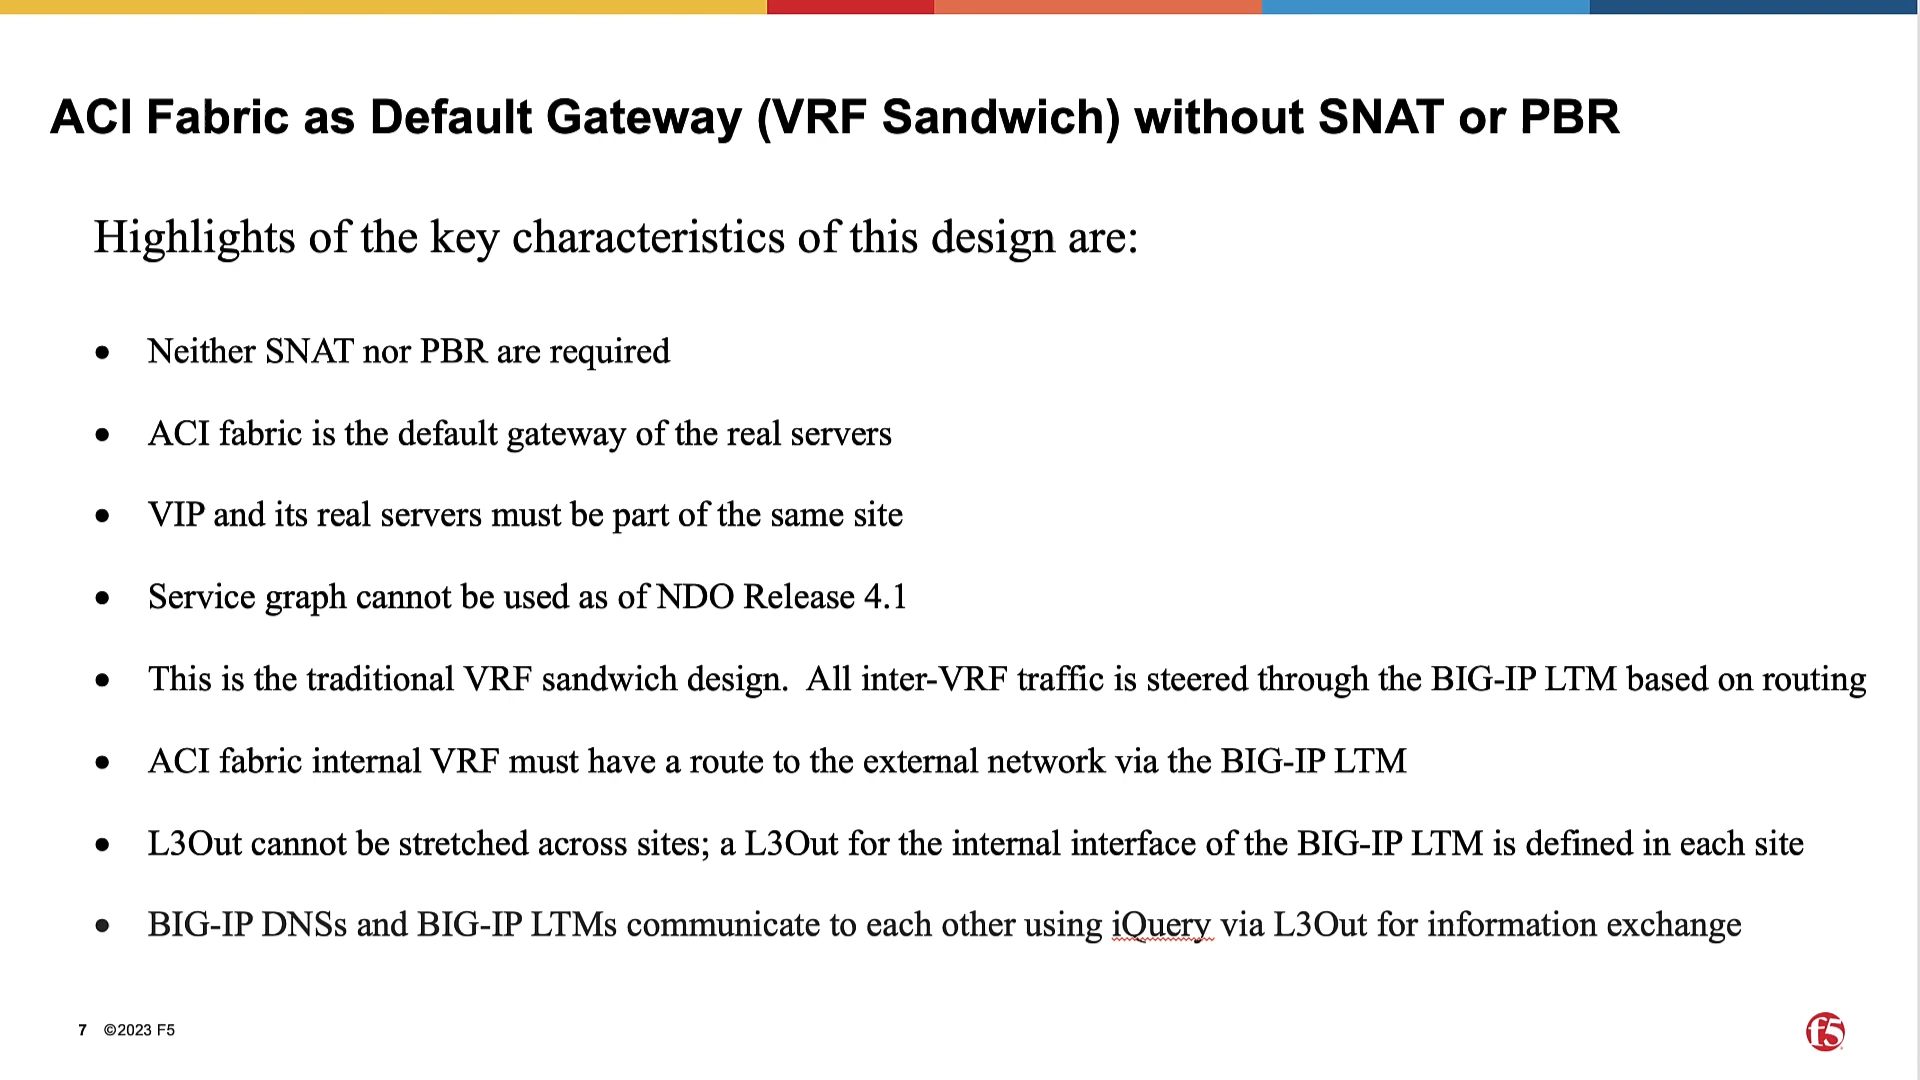 ACI Fabric as Default Gateway (VRF Sandwich) without SNAT or PBR
Highlights of the key characteristics of this design are:
• Neither SNAT nor PBR are required
• ACI fabric is the default gateway of the real servers
• VIP and its real servers must be part of the same site
• Service graph cannot be used as of NDO Release 4.1
• This is the traditional VRF sandwich design.  All inter-VRF traffic is steered through the BIG-IP LTM based on routing
• ACI fabric internal VRF must have a route to the external network via the BIG-IP LTM
• L3Out cannot be stretched across sites; a L3Out for the internal interface of the BIG-IP LTM is defined in each site
• BIG-IP DNSs and BIG-IP LTMs communicate to each other using iQuery via L3Out for information exchange
7 ©2023 F5
f5